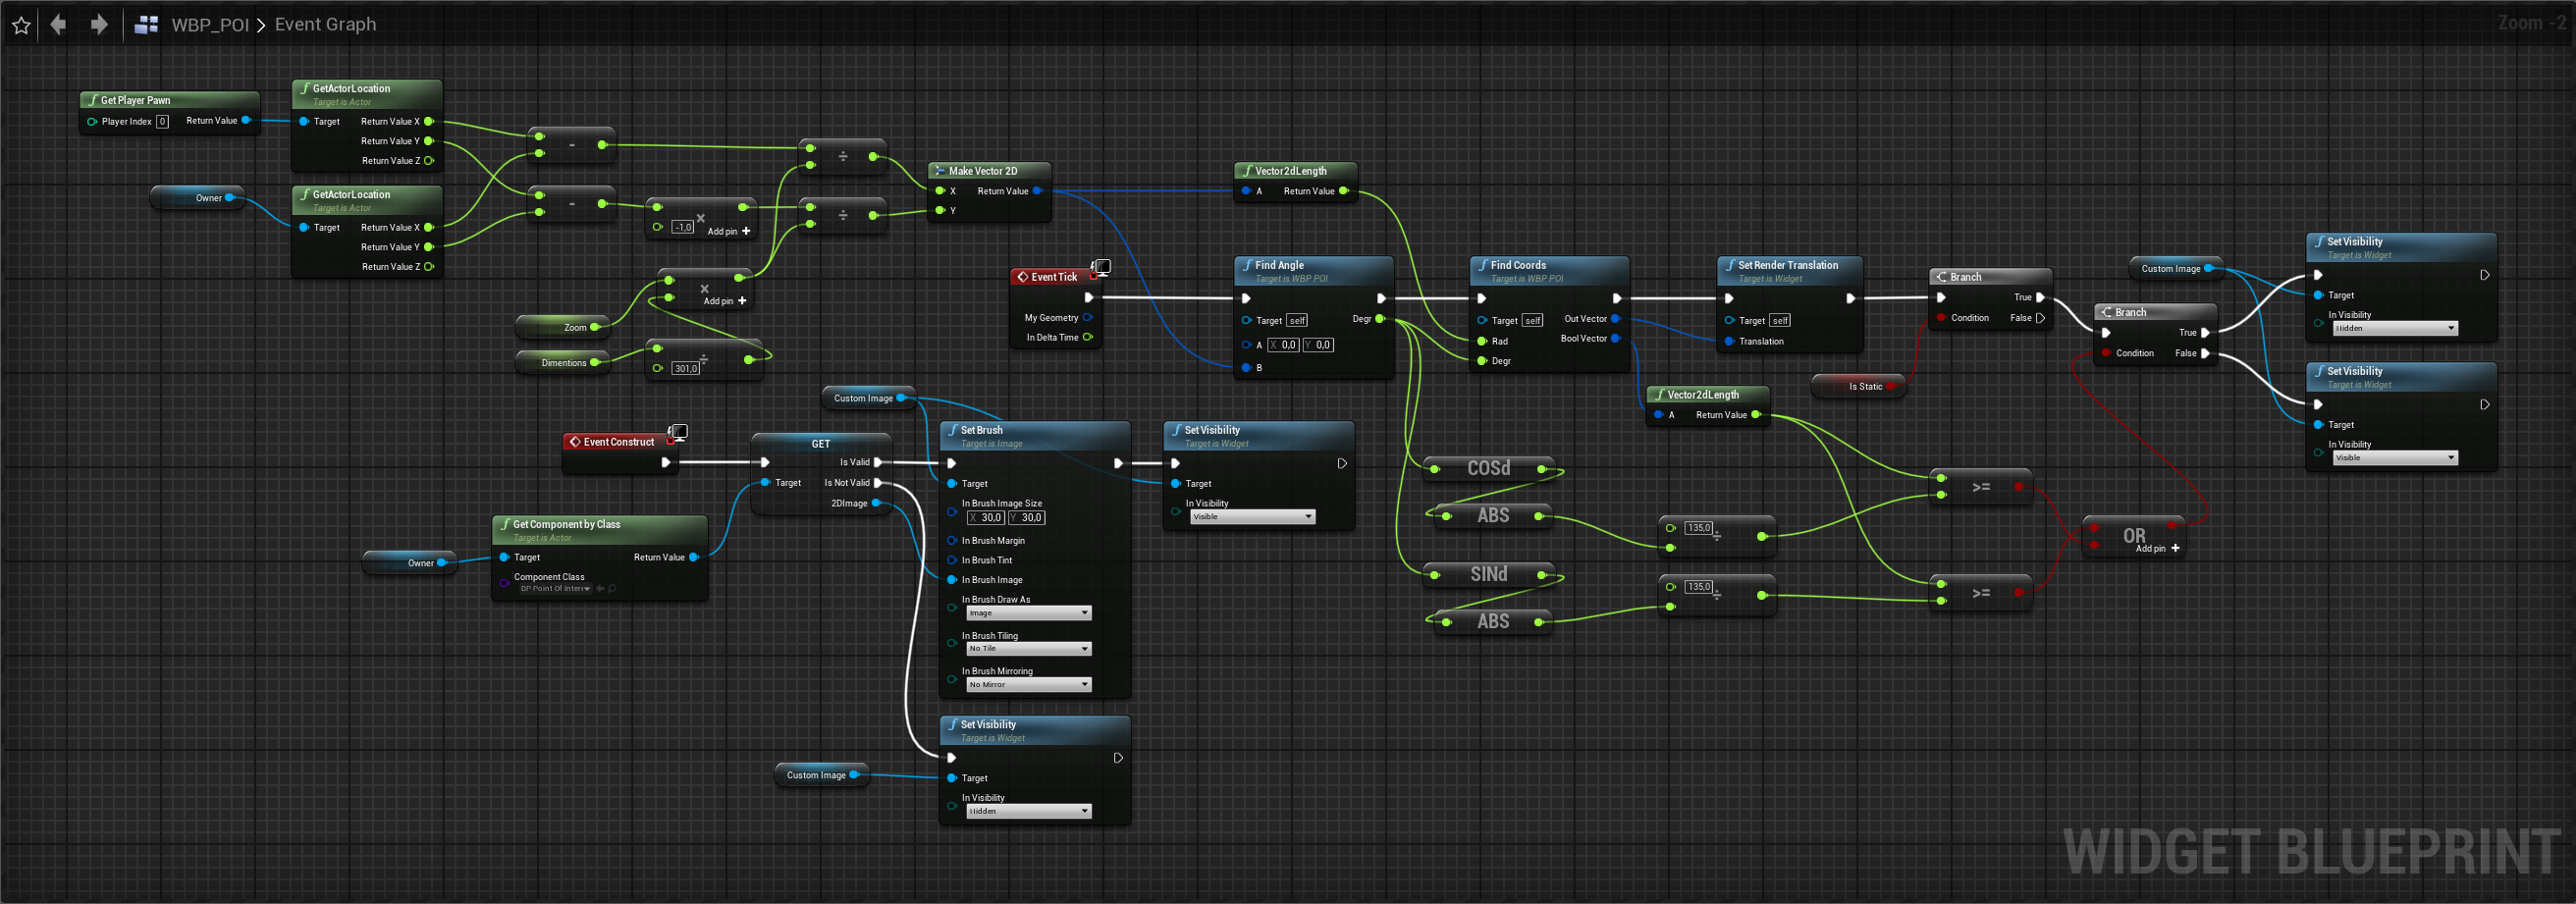 WBP_POI > Event Graph
Zoom -2
Get Player Pawn
Player Index 0 Return Value
GetActorLocation
Target is Actor
Target Return Value X
Return Value Y
Return Value Z
Owner
GetActorLocation
Target is Actor
Target Return Value X
Return Value Y
Return Value Z
-
-
-1,0 × Add pin +
÷
÷
× Add pin +
Zoom
Dimentions
301,0 ÷
Make Vector 2D
X Return Value
Y
Vector2dLength
A Return Value
Event Tick
My Geometry
In Delta Time
Find Angle
Target is WBP POI
Target self Degr
A X 0,0 Y 0,0
B
Find Coords
Target is WBP POI
Target self Out Vector
Rad Bool Vector
Degr
Set Render Translation
Target is Widget
Target self
Translation
Branch
True
Condition False
Is Static
Branch
True
Condition False
Custom Image
Set Visibility
Target is Widget
Target
In Visibility
Hidden
Set Visibility
Target is Widget
Target
In Visibility
Visible
Vector2dLength
A Return Value
COSd
ABS
SINd
ABS
135,0 ÷
135,0 ÷
>=
>=
OR
Add pin +
Custom Image
Event Construct
GET
Is Valid
Target Is Not Valid
2DImage
Owner
Get Component by Class
Target is Actor
Target Return Value
Component Class
BP Point Of Inter
Set Brush
Target is Image
Target
In Brush Image Size
X 30,0 Y 30,0
In Brush Margin
In Brush Tint
In Brush Image
In Brush Draw As
Image
In Brush Tiling
No Tile
In Brush Mirroring
No Mirror
Set Visibility
Target is Widget
Target
In Visibility
Visible
Custom Image
Set Visibility
Target is Widget
Target
In Visibility
Hidden
WIDGET BLUEPRINT